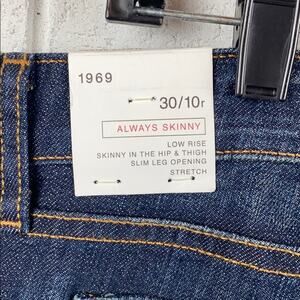 1969
30/10r
ALWAYS SKINNY
LOW RISE
SKINNY IN THE HIP & THIGH
SLIM LEG OPENING
STRETCH